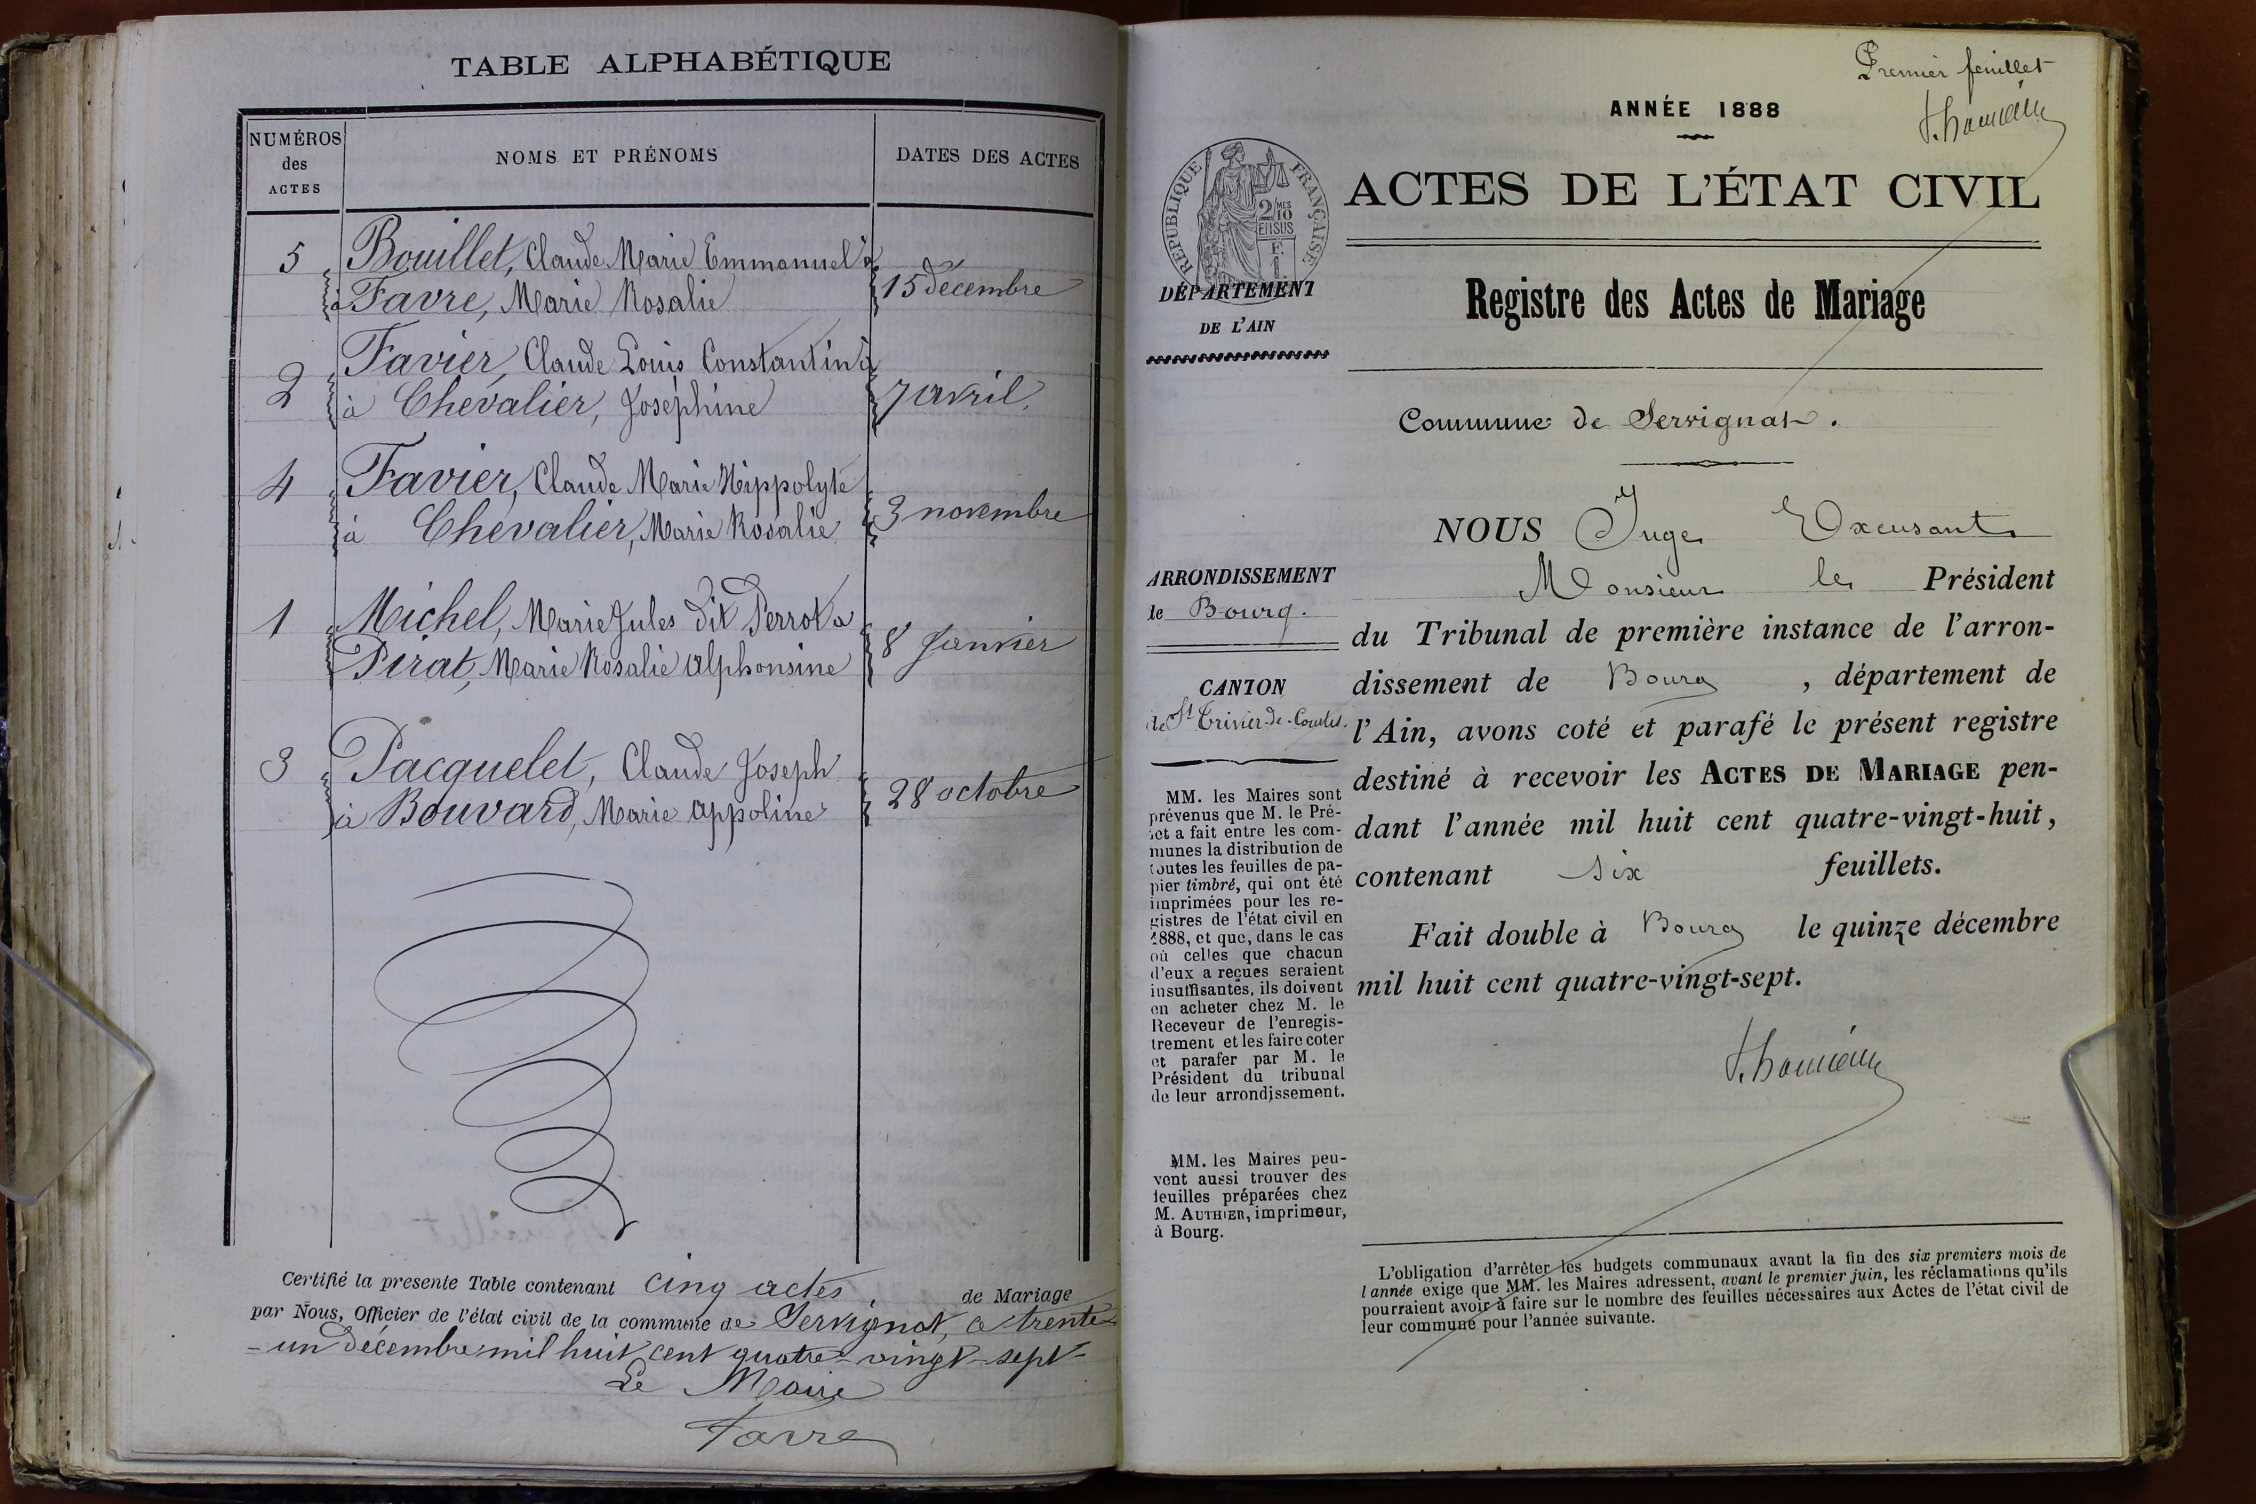 TABLE ALPHABÉTIQUE
NUMÉROS
des
ACTES
NOMS ET PRÉNOMS
DATES DES ACTES
5 Bouillet, Claude Marie Emmanuel à
à Favre, Marie Rosalie
15 décembre
2 Favier, Claude Louis Constantin à
à Chevalier, Joséphine
7 avril.
4 Favier, Claude Marie Hippolyte
à Chevalier, Marie Rosalie
3 novembre
1 Michel, Marie Jules dit Perrot a
Pirat, Marie Rosalie Alphonsine
8 Janvier
3 Pacquelet, Claude Joseph
à Bouvard, Marie Appoline
28 octobre
Certifié la presente Table contenant cinq actes, de Mariage
par Nous, Officier de l'état civil de la commune de Servignat, a trente
-un décembre mil huit cent quatre-vingt-sept-
Le Maire
Favre
Premier feuillet
ANNÉE 1888
RÉPUBLIQUE FRANÇAISE
2/10 MES
EN SUS
F.
1.
ACTES DE L'ÉTAT CIVIL
DÉPARTEMENT
DE L'AIN
Registre des Actes de Mariage
Commune de Servignat.
ARRONDISSEMENT
le Bourg.
CANTON
de St Trivier-de-Courtes.
MM. les Maires sont
prévenus que M. le Pré-
fet a fait entre les com-
munes la distribution de
toutes les feuilles de pa-
pier timbré, qui ont été
imprimées pour les re-
gistres de l'état civil en
1888, et que, dans le cas
où celles que chacun
d'eux a reçues seraient
insuffisantes, ils doivent
en acheter chez M. le
Receveur de l'enregis-
trement et les faire coter
et parafer par M. le
Président du tribunal
de leur arrondissement.
MM. les Maires peu-
vent aussi trouver des
feuilles préparées chez
M. AUTHIER, imprimeur,
à Bourg.
NOUS Juge Excusant
Monsieur le Président
du Tribunal de première instance de l'arron-
dissement de Bourg, département de
l'Ain, avons coté et parafé le présent registre
destiné à recevoir les ACTES DE MARIAGE pen-
dant l'année mil huit cent quatre-vingt-huit,
contenant six feuillets.
Fait double à Bourg le quinze décembre
mil huit cent quatre-vingt-sept.
L'obligation d'arrêter les budgets communaux avant la fin des six premiers mois de
l'année exige que MM. les Maires adressent, avant le premier juin, les réclamations qu'ils
pourraient avoir à faire sur le nombre des feuilles nécessaires aux Actes de l'état civil de
leur commune pour l'année suivante.